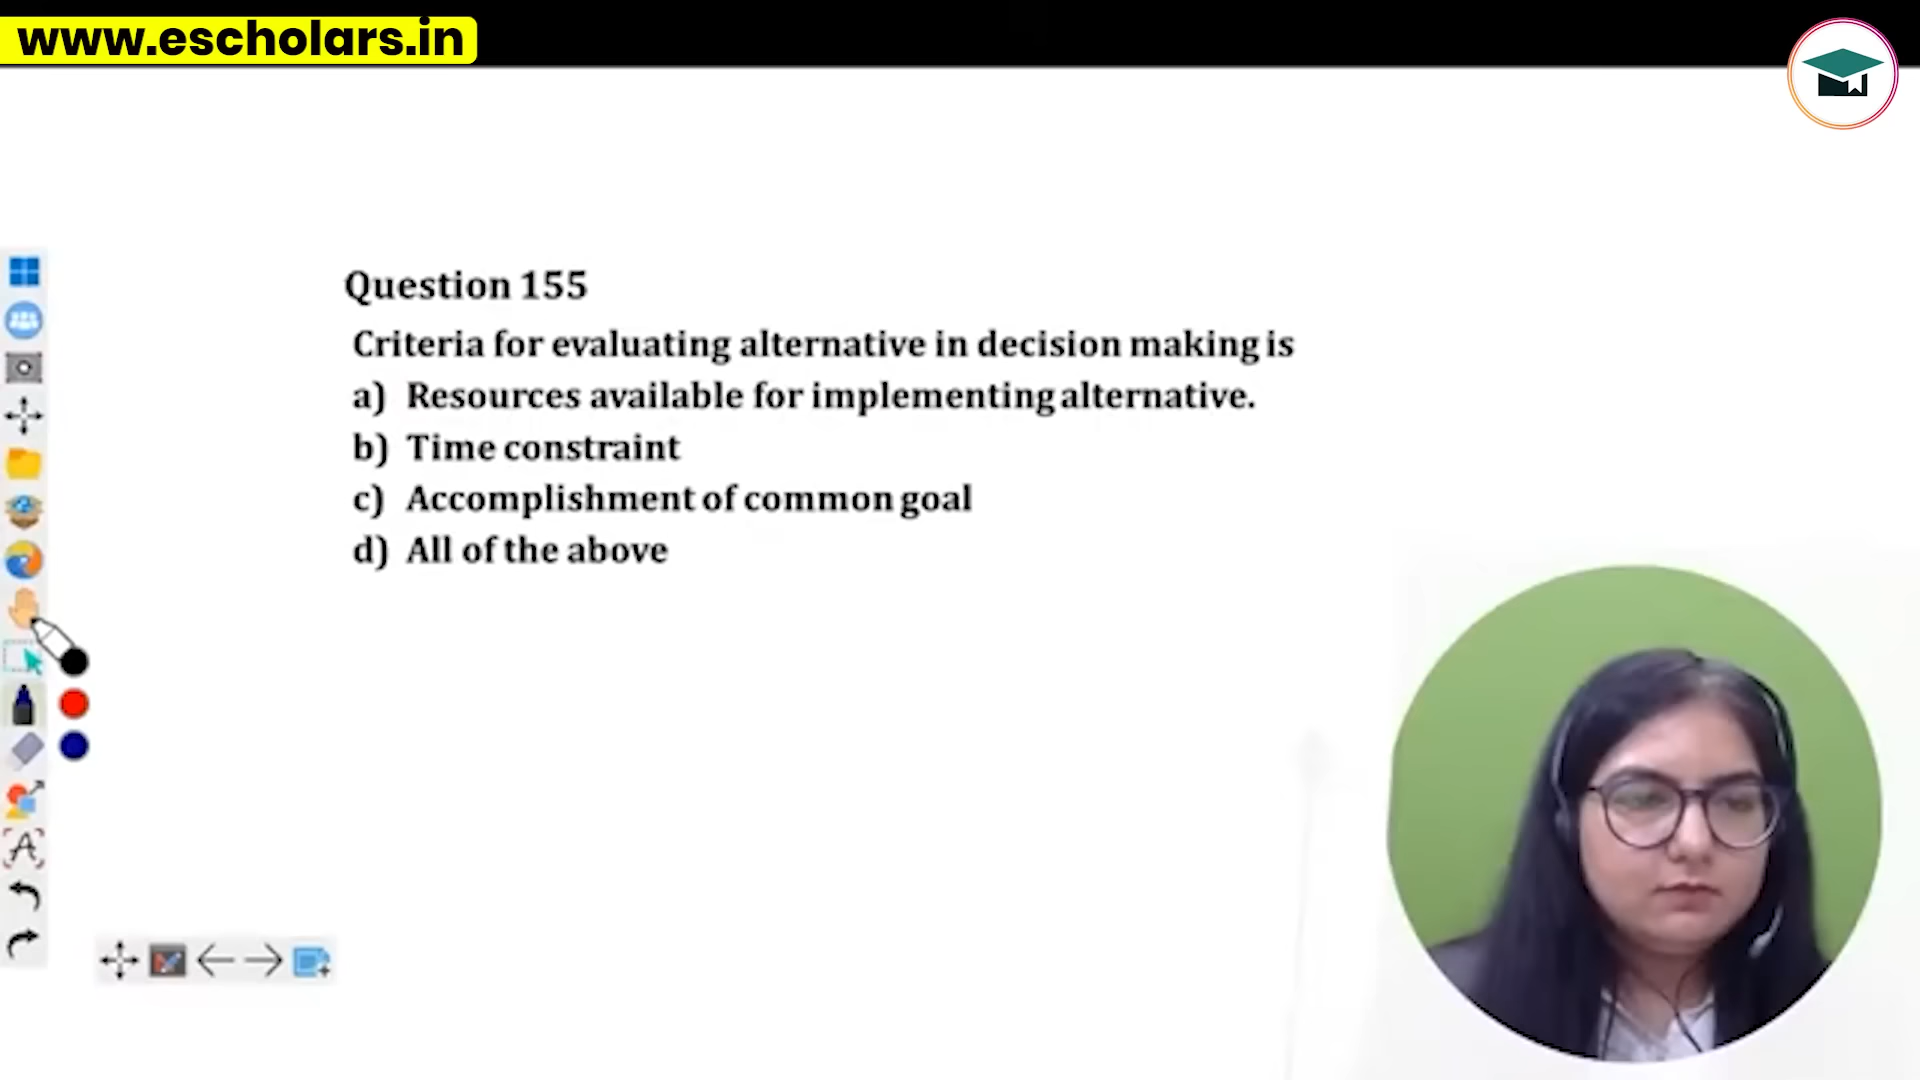 www.escholars.in
Question 155
Criteria for evaluating alternative in decision making is
a) Resources available for implementing alternative.
b) Time constraint
c) Accomplishment of common goal
d) All of the above